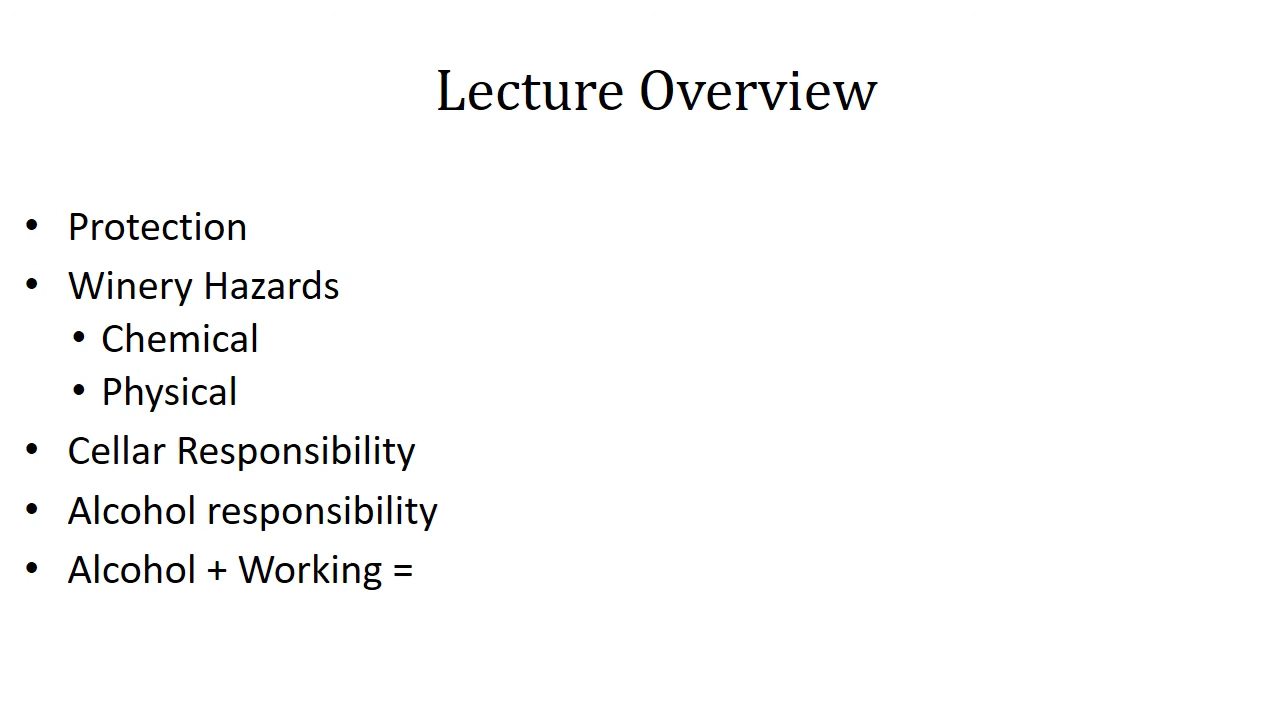 Lecture Overview
• Protection
• Winery Hazards
• Chemical
• Physical
• Cellar Responsibility
• Alcohol responsibility
• Alcohol + Working =